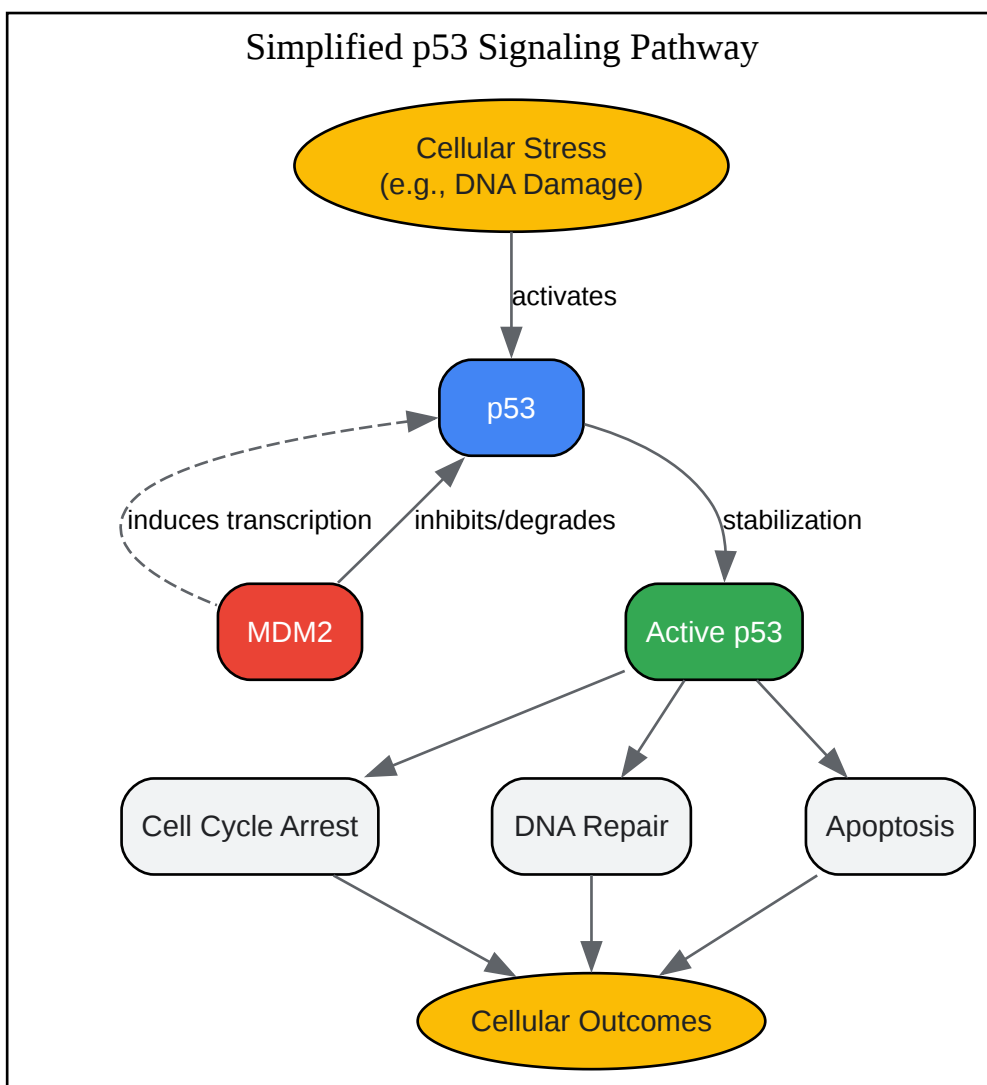 Simplified p53 Signaling Pathway
Cellular Stress
(e.g., DNA Damage)
activates
p53
induces transcription
inhibits/degrades
stabilization
MDM2
Active p53
Cell Cycle Arrest
DNA Repair
Apoptosis
Cellular Outcomes